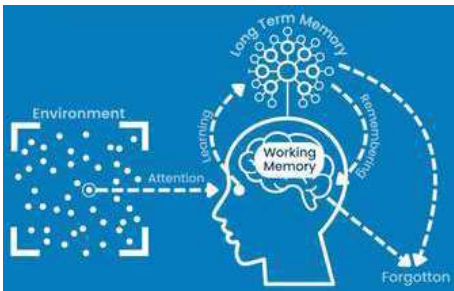 Long Term Memory
Environment
Learning
Remembering
Working
Memory
Attention
Forgotton